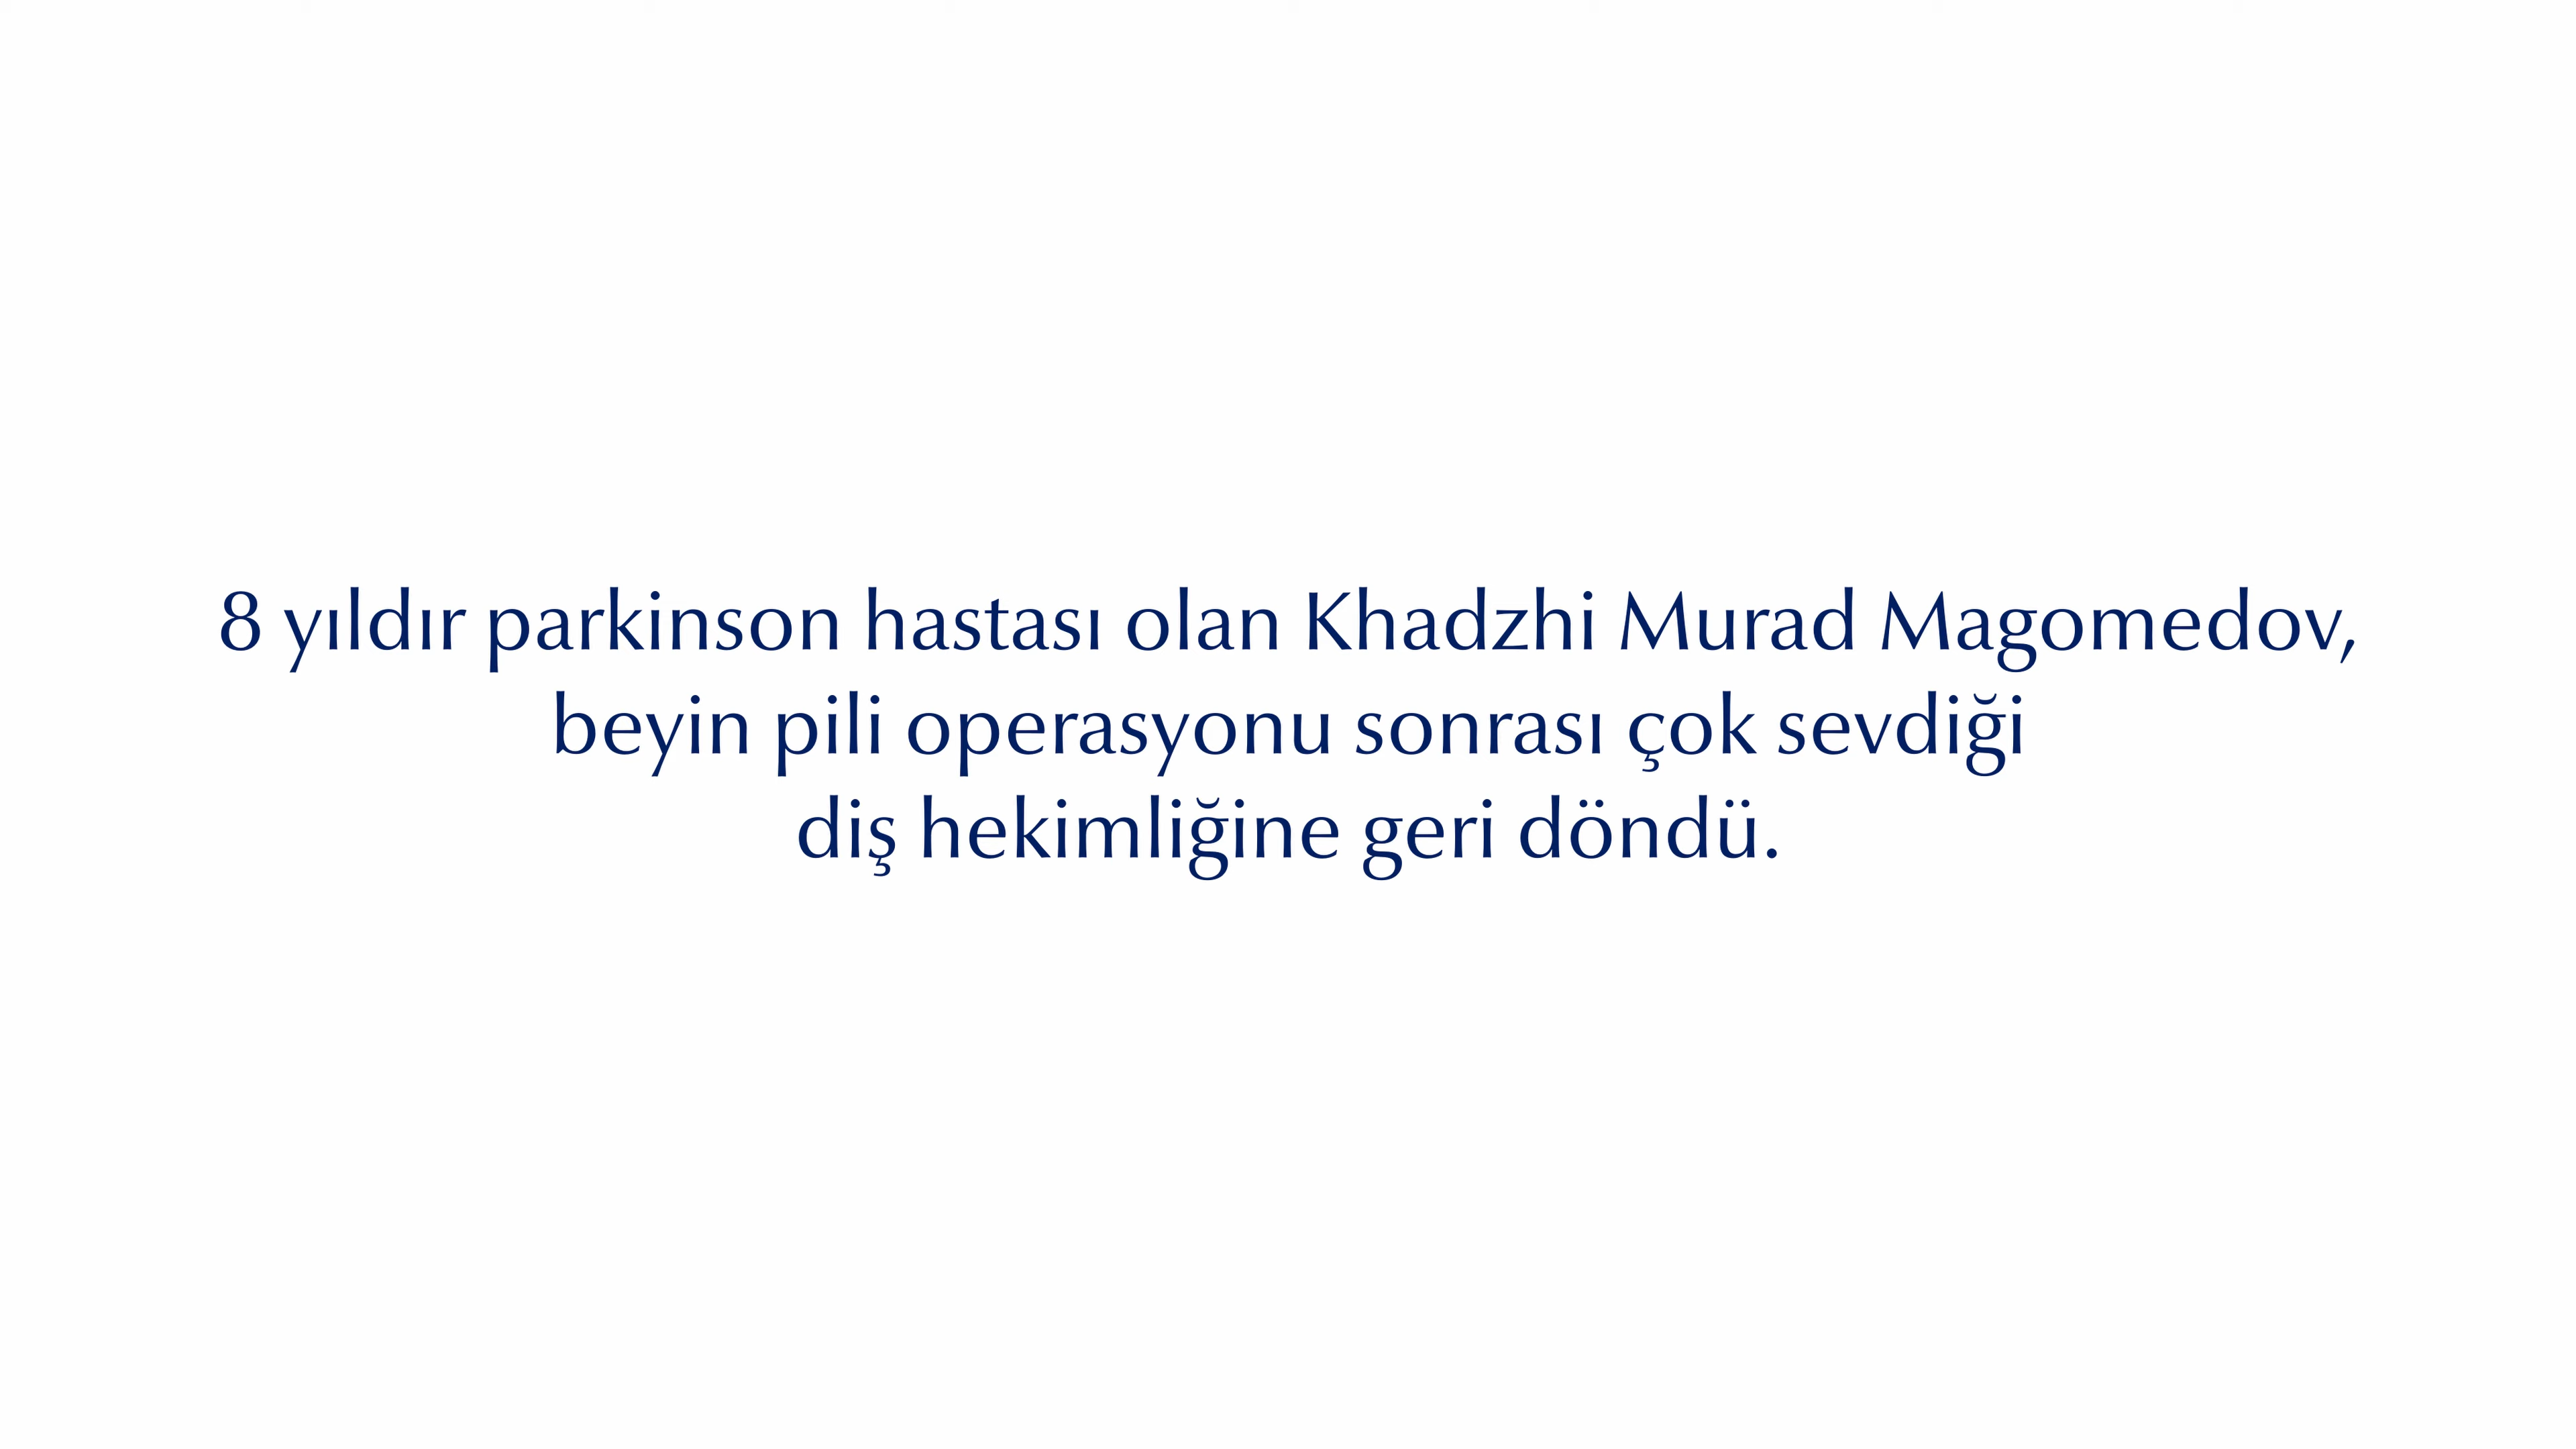 8 yıldır parkinson hastası olan Khadzhi Murad Magomedov,
beyin pili operasyonu sonrası çok sevdiği
diş hekimliğine geri döndü.